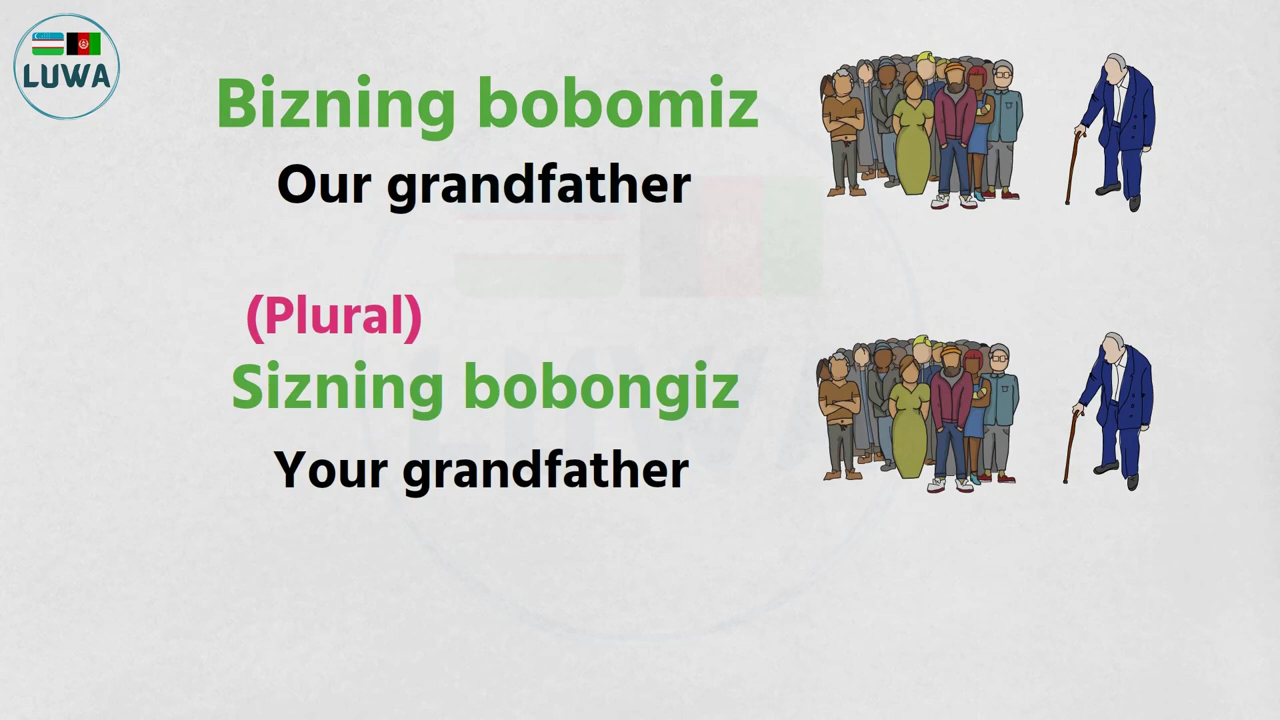 LUWA
Bizning bobomiz
Our grandfather
(Plural)
Sizning bobongiz
Your grandfather